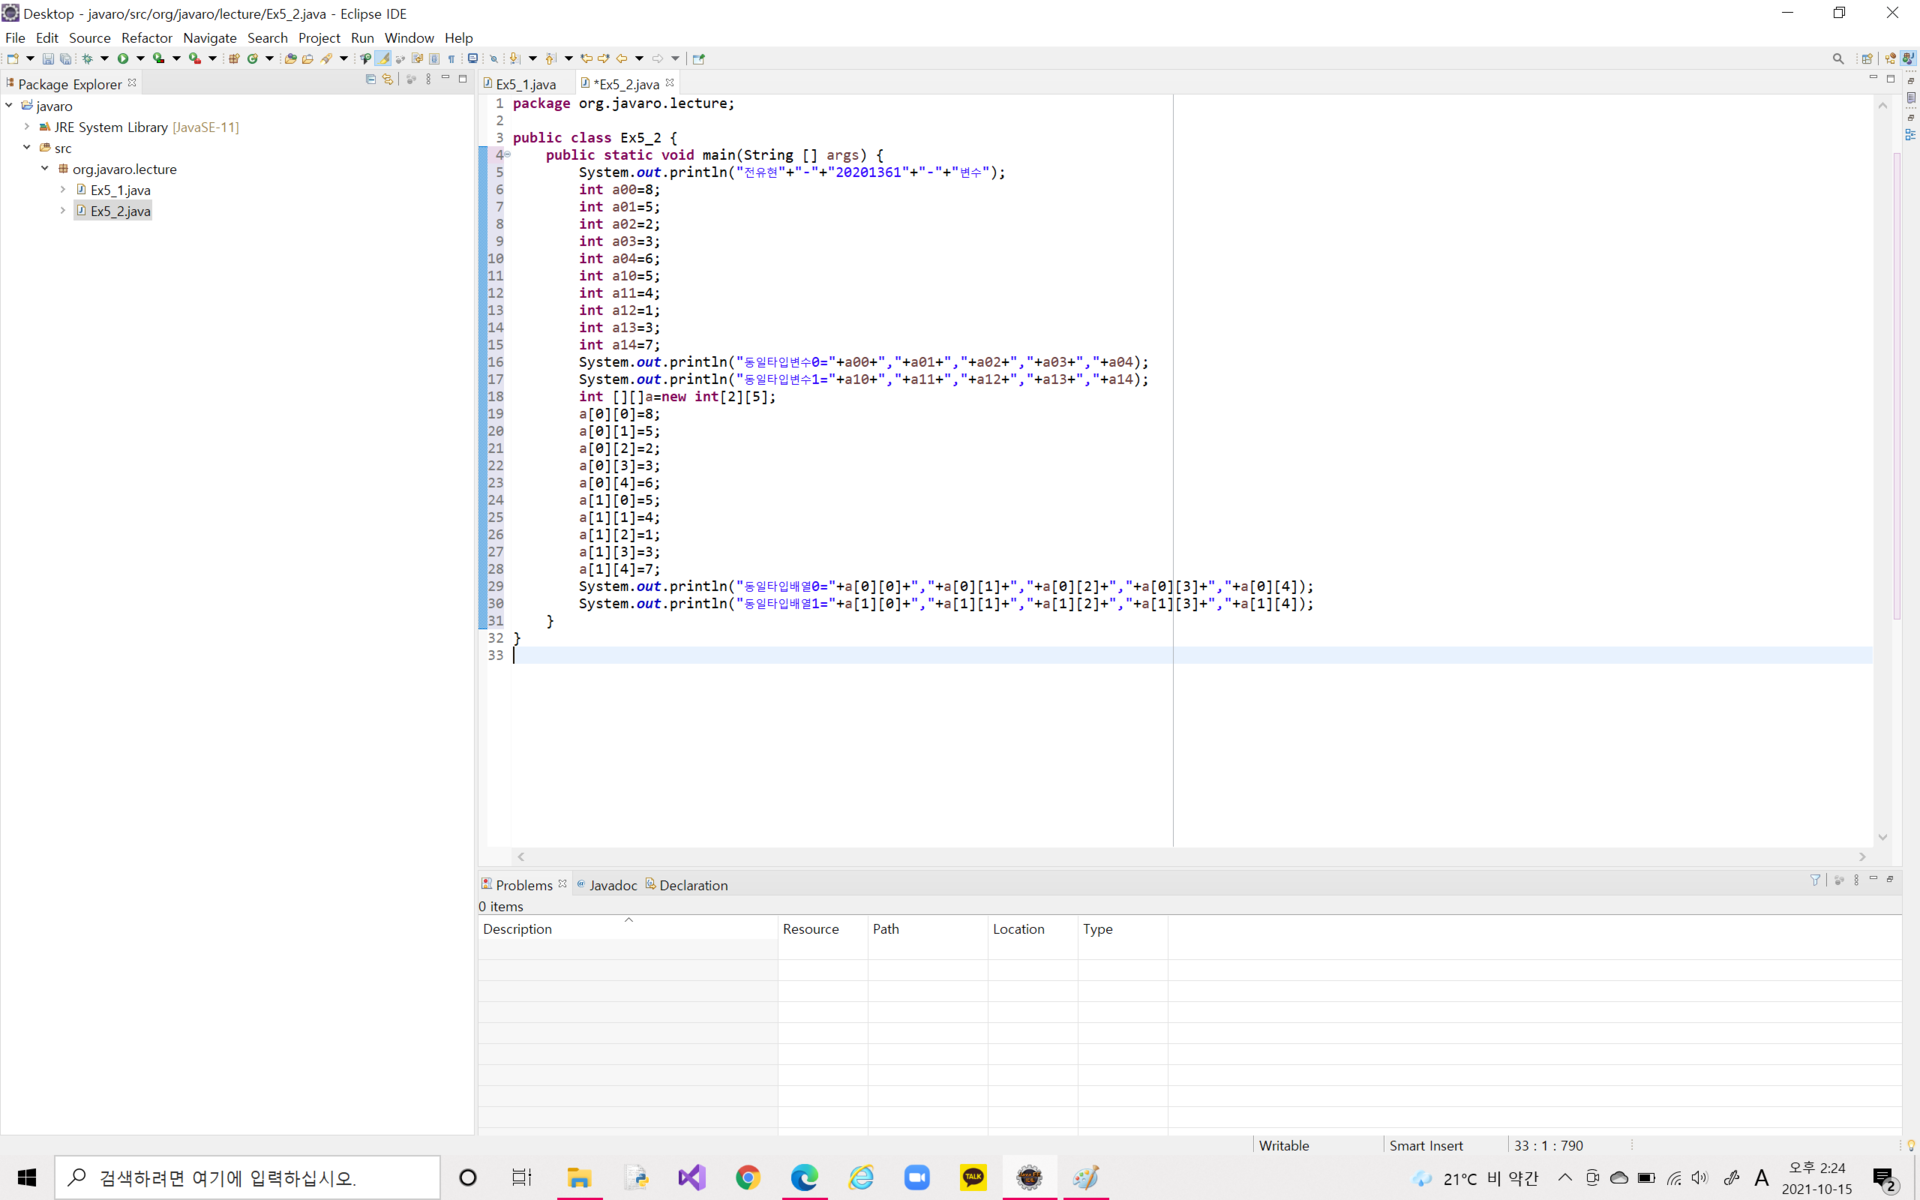 Desktop - javaro/src/org/javaro/lecture/Ex5_2.java - Eclipse IDE
File Edit Source Refactor Navigate Search Project Run Window Help
Package Explorer
javaro
JRE System Library [JavaSE-11]
src
org.javaro.lecture
Ex5_1.java
Ex5_2.java
Ex5_1.java *Ex5_2.java
1 package org.javaro.lecture;
2
3 public class Ex5_2 {
4 public static void main(String [] args) {
5 System.out.println("전유현"+"-"+"20201361"+"-"+"변수");
6 int a00=8;
7 int a01=5;
8 int a02=2;
9 int a03=3;
10 int a04=6;
11 int a10=5;
12 int a11=4;
13 int a12=1;
14 int a13=3;
15 int a14=7;
16 System.out.println("동일타입변수0="+a00+","+a01+","+a02+","+a03+","+a04);
17 System.out.println("동일타입변수1="+a10+","+a11+","+a12+","+a13+","+a14);
18 int [][]a=new int[2][5];
19 a[0][0]=8;
20 a[0][1]=5;
21 a[0][2]=2;
22 a[0][3]=3;
23 a[0][4]=6;
24 a[1][0]=5;
25 a[1][1]=4;
26 a[1][2]=1;
27 a[1][3]=3;
28 a[1][4]=7;
29 System.out.println("동일타입배열0="+a[0][0]+","+a[0][1]+","+a[0][2]+","+a[0][3]+","+a[0][4]);
30 System.out.println("동일타입배열1="+a[1][0]+","+a[1][1]+","+a[1][2]+","+a[1][3]+","+a[1][4]);
31 }
32 }
33
Problems Javadoc Declaration
0 items
Description Resource Path Location Type
Writable Smart Insert 33 : 1 : 790
검색하려면 여기에 입력하십시오.
TALK
21°C 비 약간
A
오후 2:24
2021-10-15
2